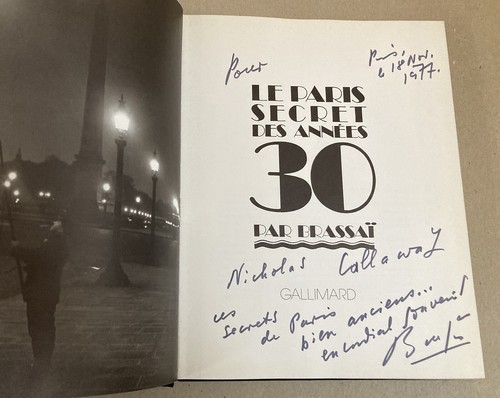 Pour
Paris,
le 18 Nov.
1977.
LE PARIS
SECRET
DES ANNÉES
30
PAR BRASSAÏ
Nicholas Callaway
GALLIMARD
ces
secrets de Paris
bien anciens...
en cordial souvenir
Brassaï